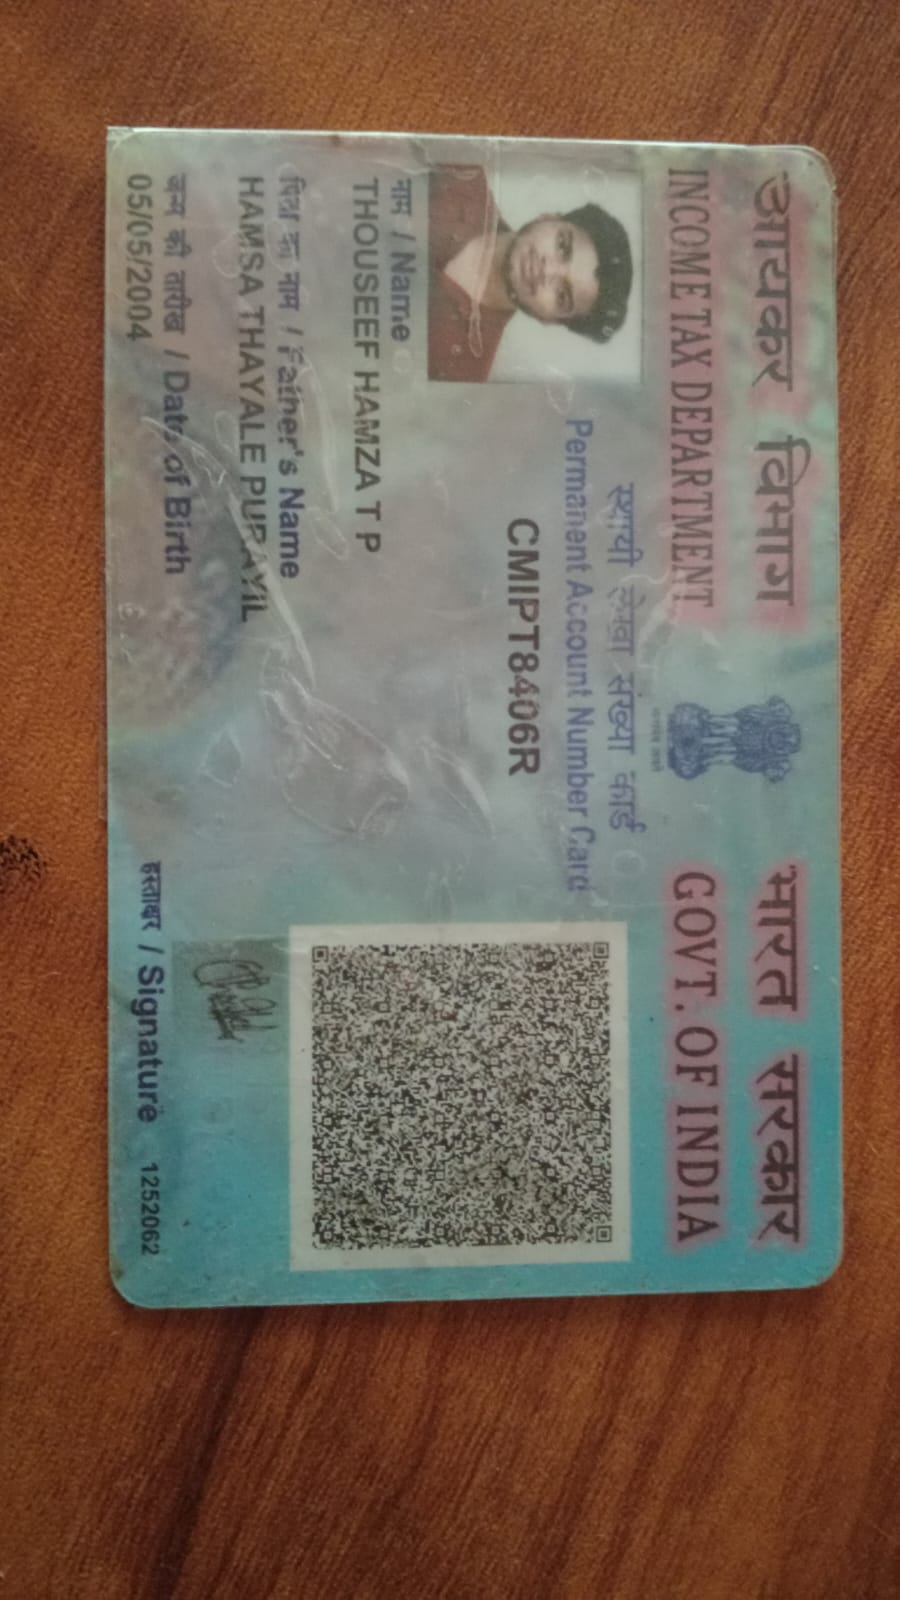 आयकर विभाग
INCOME TAX DEPARTMENT
भारत सरकार
GOVT. OF INDIA
स्थायी लेखा संख्या कार्ड
Permanent Account Number Card
CMIPT8406R
नाम / Name
THOUSEEF HAMZA T P
पिता का नाम / Father's Name
HAMSA THAYALE PURAYIL
जन्म की तारीख / Date of Birth
05/05/2004
हस्ताक्षर / Signature
1252062